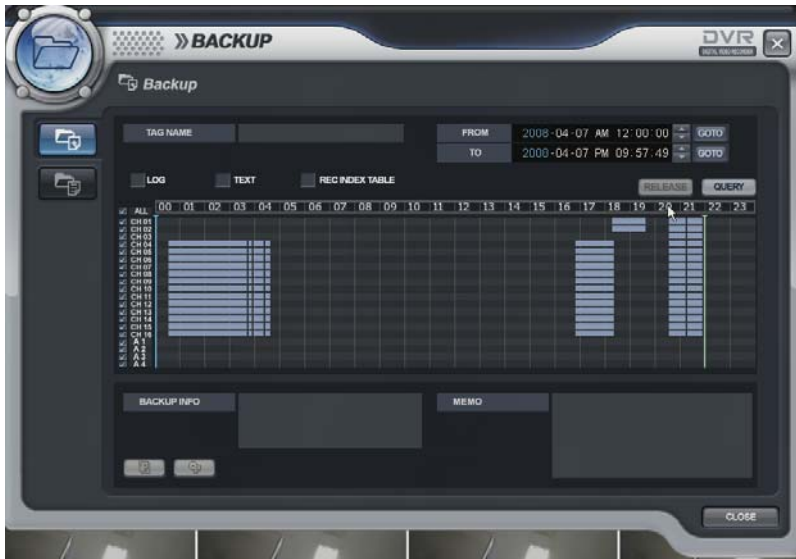 »BACKUP
DVR
DIGITAL VIDEO RECORDER
Backup
TAG NAME
FROM 2008-04-07 AM 12:00:00 GOTO
TO 2008-04-07 PM 09:57:49 GOTO
LOG TEXT REC INDEX TABLE
RELEASE QUERY
ALL 00 01 02 03 04 05 06 07 08 09 10 11 12 13 14 15 16 17 18 19 20 21 22 23
CH 01
CH 02
CH 03
CH 04
CH 05
CH 06
CH 07
CH 08
CH 09
CH 10
CH 11
CH 12
CH 13
CH 14
CH 15
CH 16
A 1
A 2
A 3
A 4
BACKUP INFO
MEMO
CLOSE